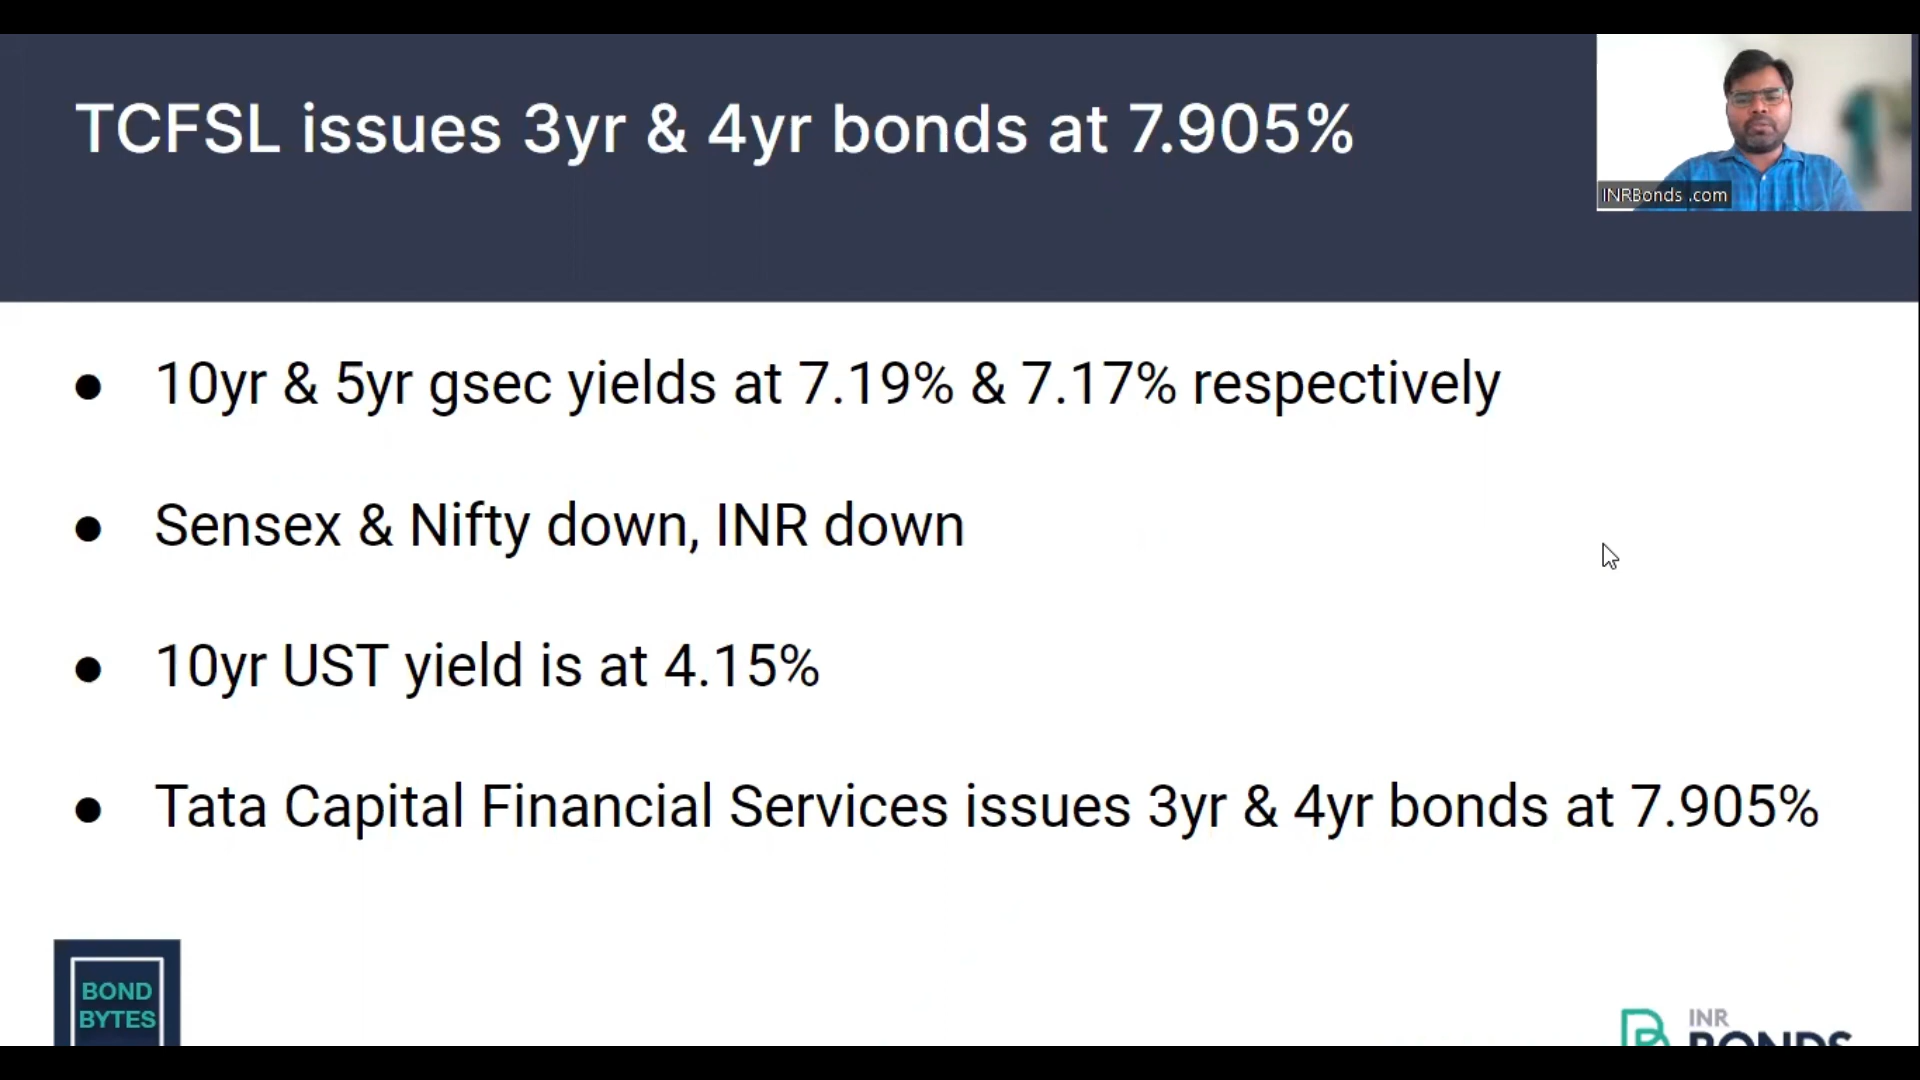 TCFSL issues 3yr & 4yr bonds at 7.905%
INRBonds .com
● 10yr & 5yr gsec yields at 7.19% & 7.17% respectively
● Sensex & Nifty down, INR down
● 10yr UST yield is at 4.15%
● Tata Capital Financial Services issues 3yr & 4yr bonds at 7.905%
BOND
BYTES
INR
BONDS